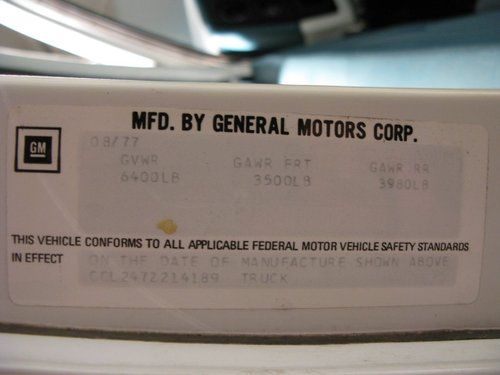 MFD. BY GENERAL MOTORS CORP.
GM
08/77
GVWR GAWR FRT GAWR RR
6400LB 3500LB 3980LB
THIS VEHICLE CONFORMS TO ALL APPLICABLE FEDERAL MOTOR VEHICLE SAFETY STANDARDS
IN EFFECT ON THE DATE OF MANUFACTURE SHOWN ABOVE
CCL2472214189 TRUCK